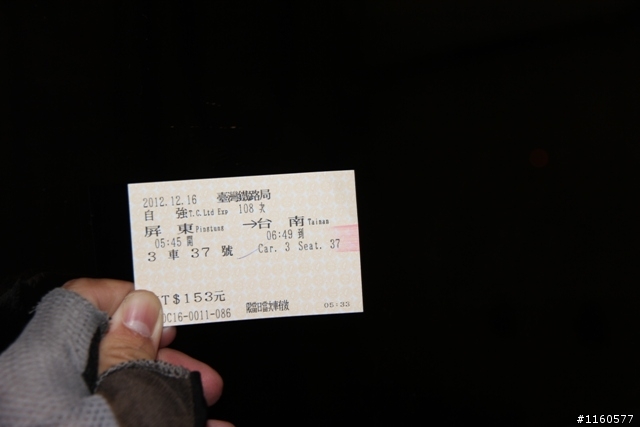 2012.12.16 臺灣鐵路局
自 強 T.C.Ltd Exp 108 次
屏 東 Pingtung →台 南 Tainan
05:45 開 06:49 到
3 車 37 號 Car. 3 Seat. 37
T$153元
0C16-0011-086 限當日當次車有效 05:33
#1160577